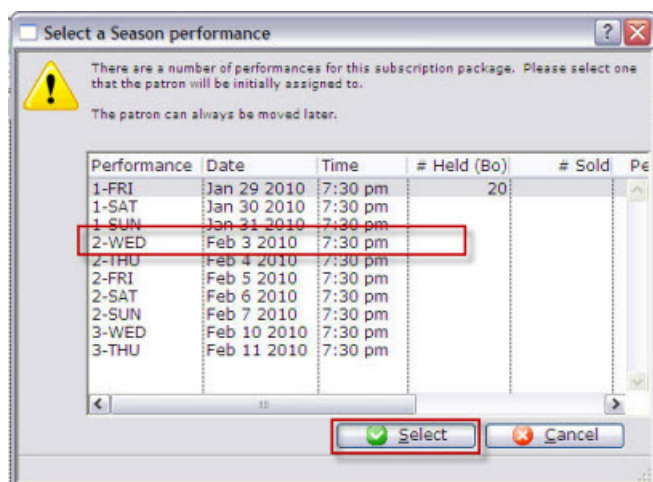 Select a Season performance
There are a number of performances for this subscription package. Please select one
that the patron will be initially assigned to.
The patron can always be moved later.
Performance Date Time # Held (Bo) # Sold Pe
1-FRI Jan 29 2010 7:30 pm 20
1-SAT Jan 30 2010 7:30 pm
1-SUN Jan 31 2010 7:30 pm
2-WED Feb 3 2010 7:30 pm
2-THU Feb 4 2010 7:30 pm
2-FRI Feb 5 2010 7:30 pm
2-SAT Feb 6 2010 7:30 pm
2-SUN Feb 7 2010 7:30 pm
3-WED Feb 10 2010 7:30 pm
3-THU Feb 11 2010 7:30 pm
Select Cancel